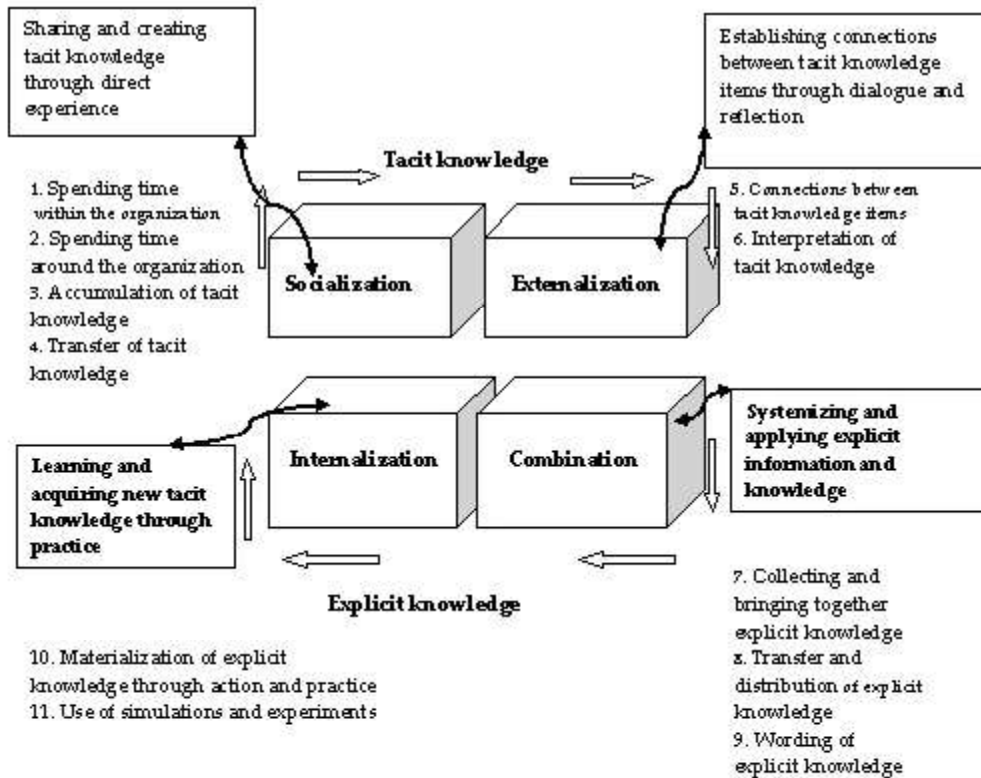 Sharing and creating
tacit knowledge
through direct
experience
Establishing connections
between tacit knowledge
items through dialogue and
reflection
Tacit knowledge
1. Spending time
within the organization
2. Spending time
around the organization
3. Accumulation of tacit
knowledge
4. Transfer of tacit
knowledge
5. Connections between
tacit knowledge items
6. Interpretation of
tacit knowledge
Socialization
Externalization
Internalization
Combination
Learning and
acquiring new tacit
knowledge through
practice
Systemizing and
applying explicit
information and
knowledge
Explicit knowledge
7. Collecting and
bringing together
explicit knowledge
8. Transfer and
distribution of explicit
knowledge
9. Wording of
explicit knowledge
10. Materialization of explicit
knowledge through action and practice
11. Use of simulations and experiments